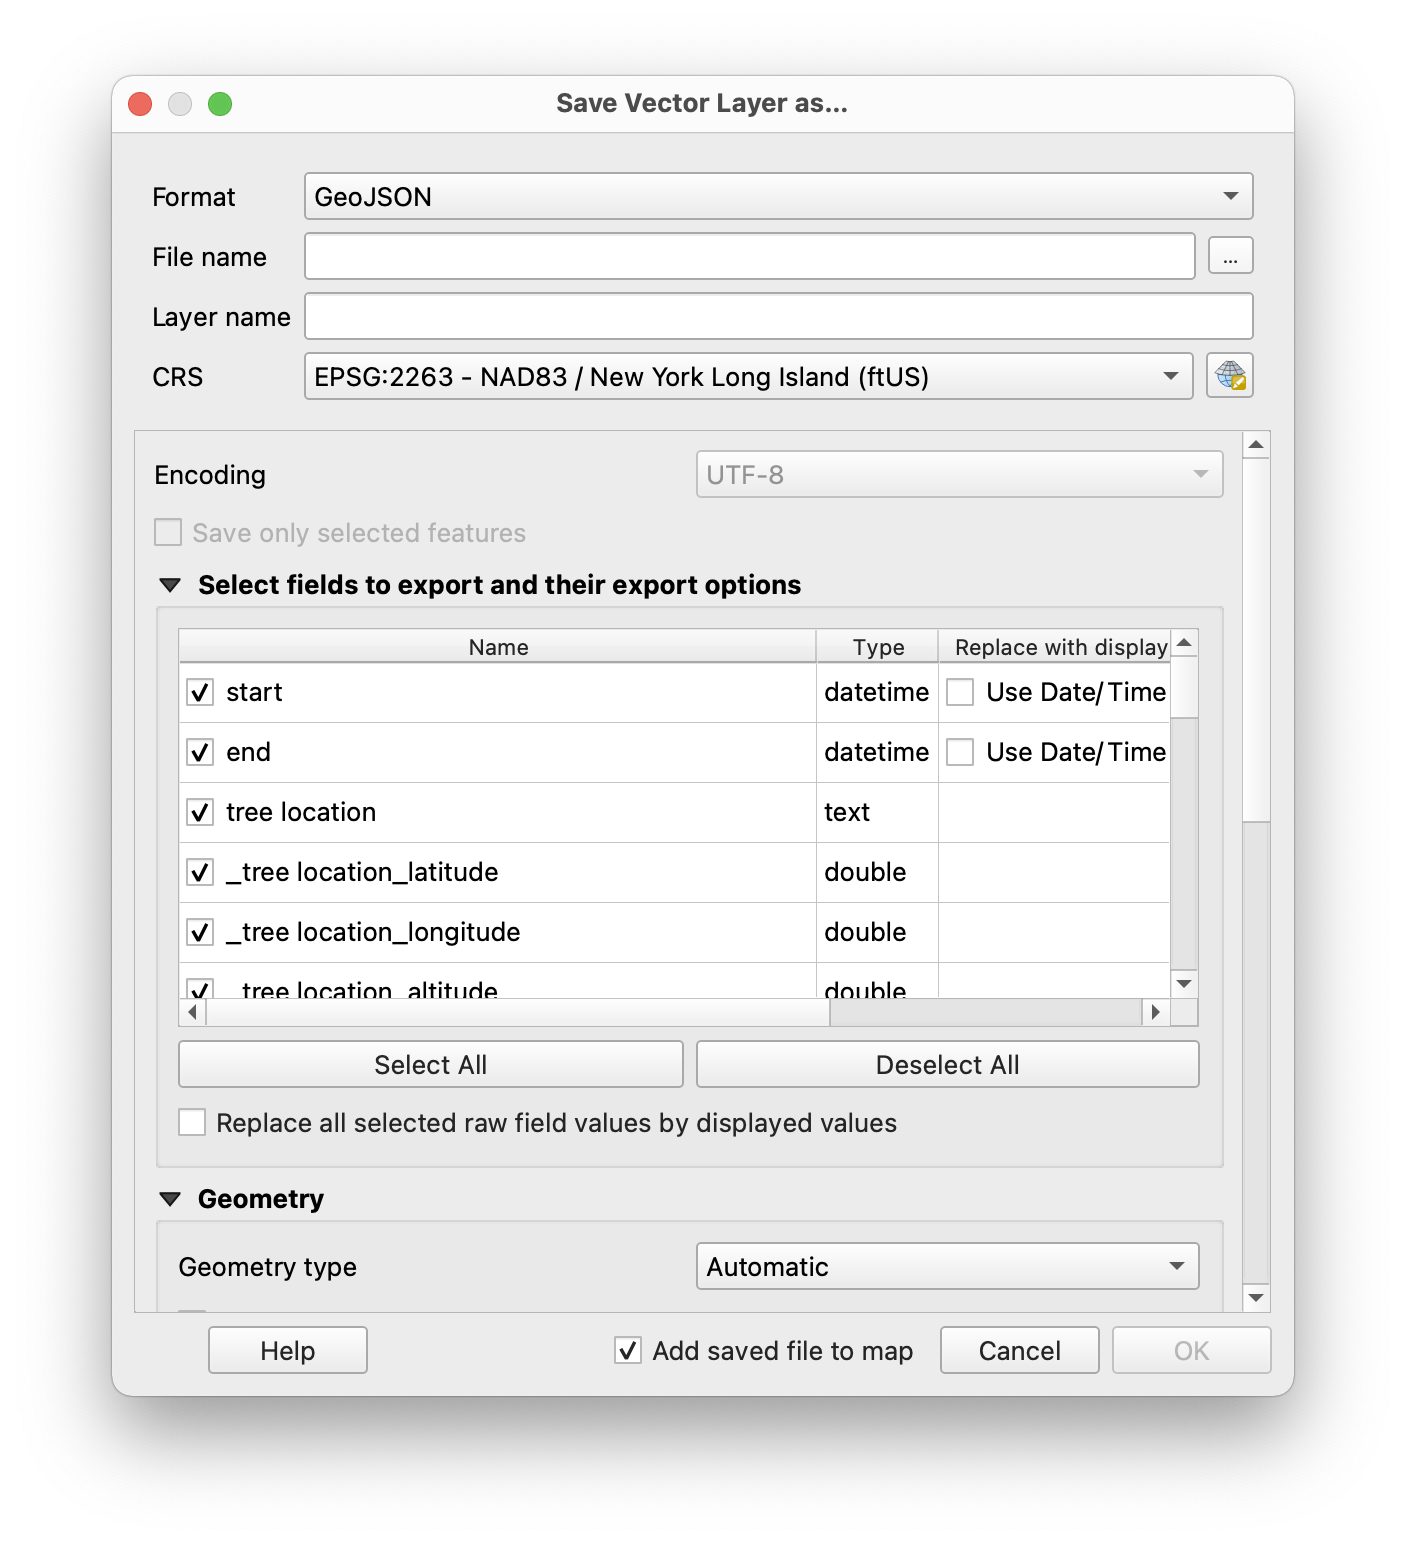 Save Vector Layer as...
Format GeoJSON
File name ...
Layer name
CRS EPSG:2263 - NAD83 / New York Long Island (ftUS)
Encoding UTF-8
Save only selected features
Select fields to export and their export options
Name Type Replace with display
start datetime Use Date/Time
end datetime Use Date/Time
tree location text
_tree location_latitude double
_tree location_longitude double
_tree location_altitude double
Select All Deselect All
Replace all selected raw field values by displayed values
Geometry
Geometry type Automatic
Help Add saved file to map Cancel OK